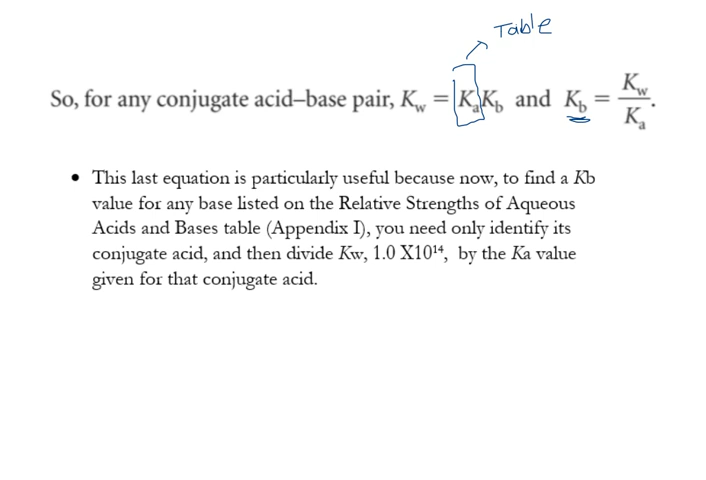 Table
So, for any conjugate acid–base pair, Kw = KaKb and Kb = Kw/Ka.
• This last equation is particularly useful because now, to find a Kb
value for any base listed on the Relative Strengths of Aqueous
Acids and Bases table (Appendix I), you need only identify its
conjugate acid, and then divide Kw, 1.0 X10¹⁴, by the Ka value
given for that conjugate acid.